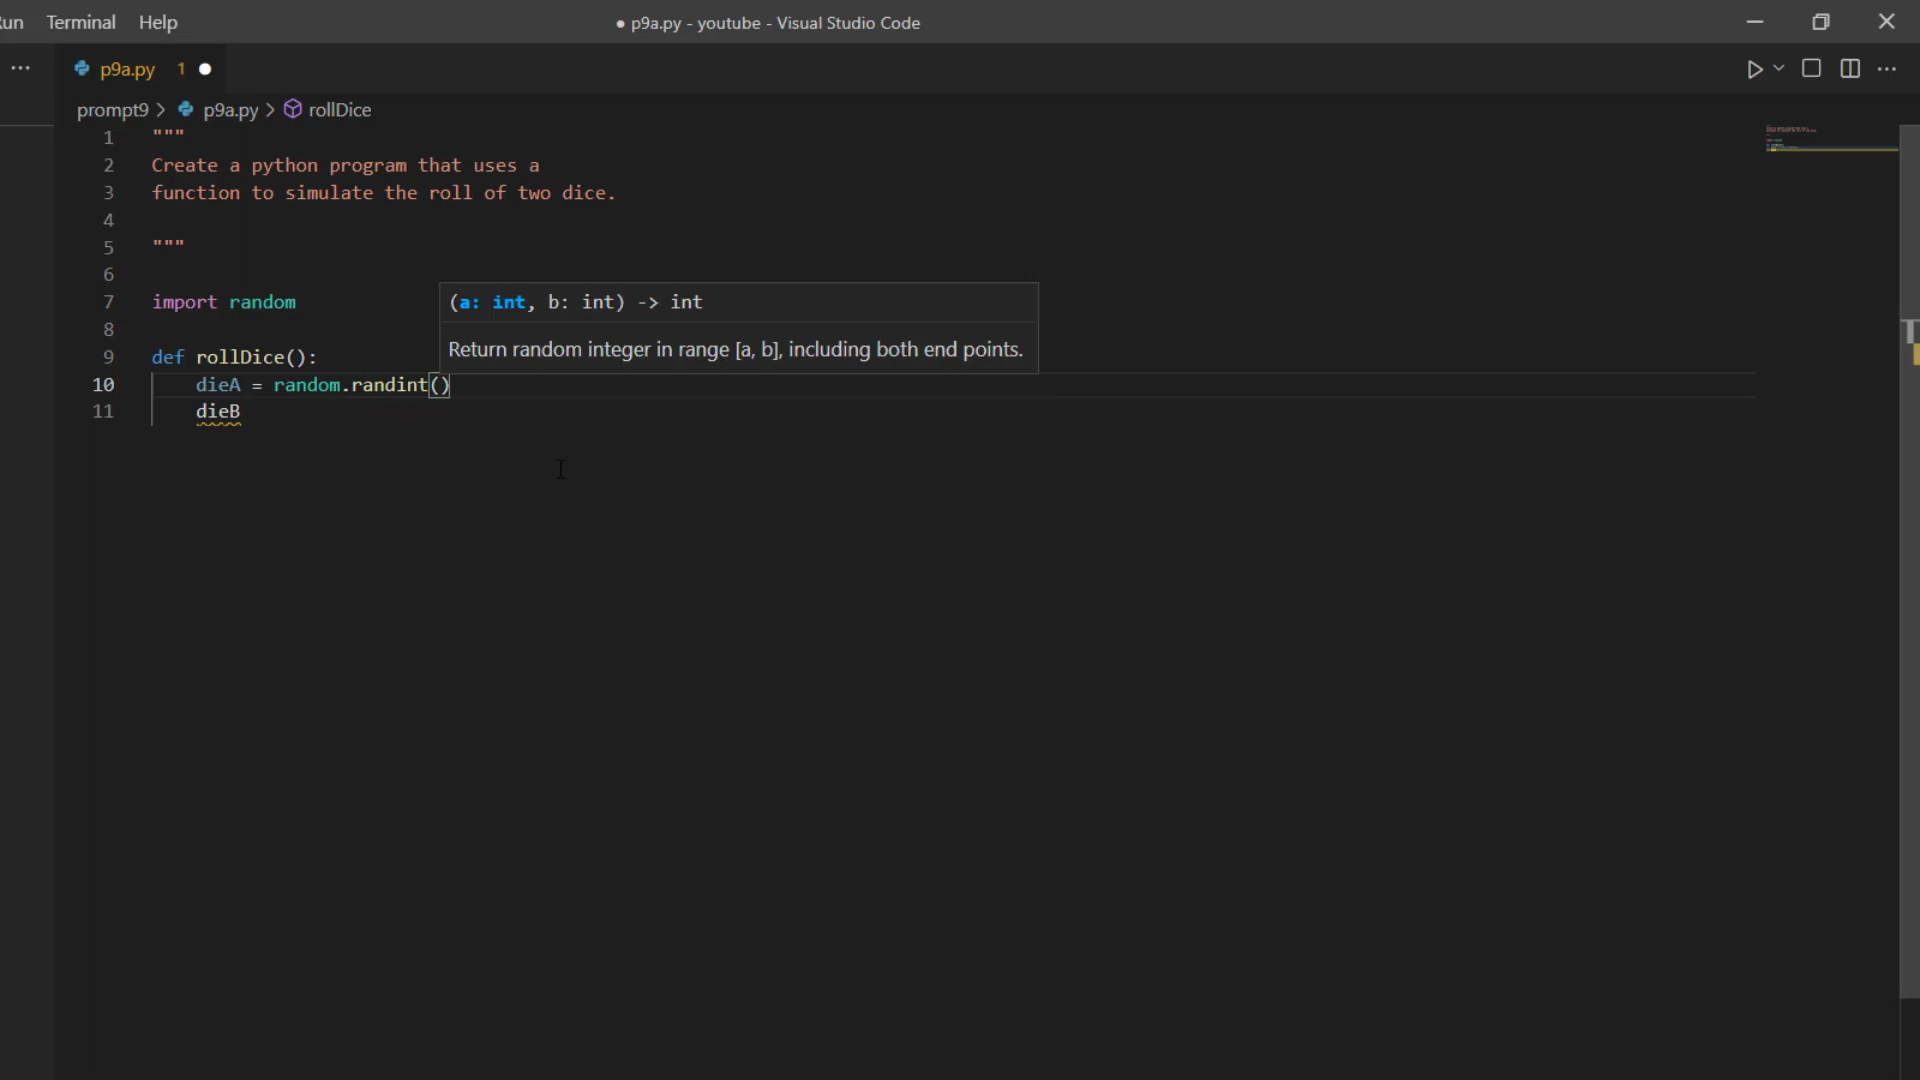 Terminal Help
● p9a.py - youtube - Visual Studio Code
p9a.py 1
prompt9 > p9a.py > rollDice
1 """
2 Create a python program that uses a
3 function to simulate the roll of two dice.
4
5 """
6
7 import random
(a: int, b: int) -> int
8
Return random integer in range [a, b], including both end points.
9 def rollDice():
10 dieA = random.randint()
11 dieB